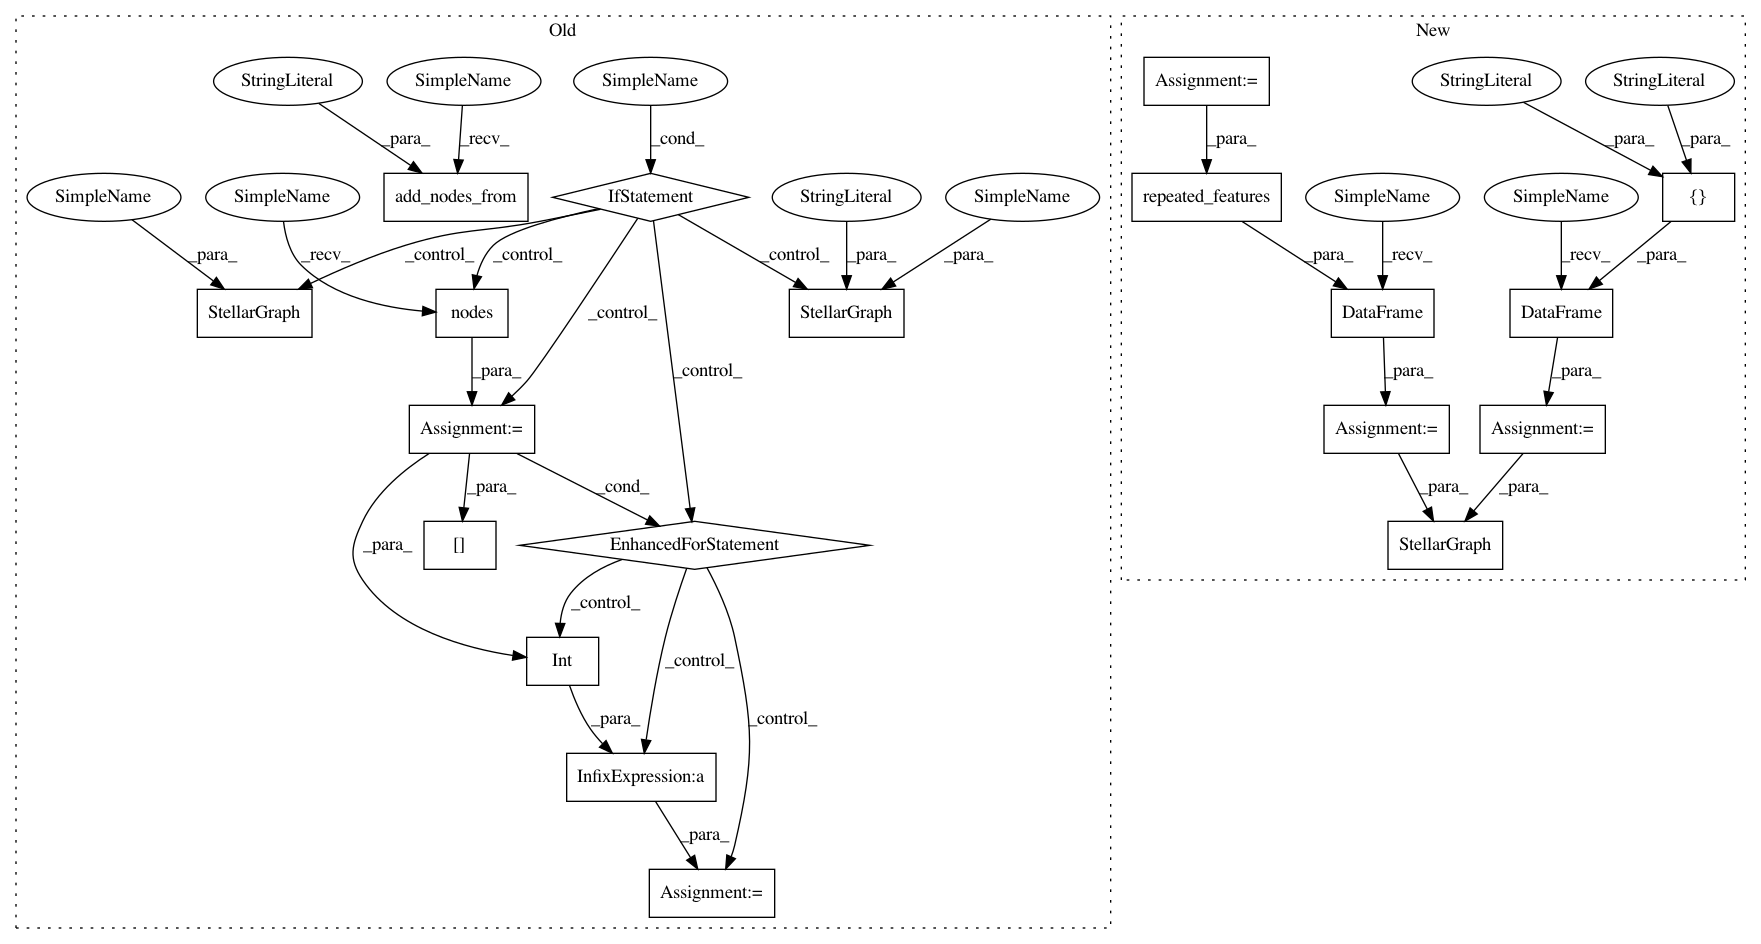 Old
New
StringLiteral
SimpleName
SimpleName
Assignment:=
StringLiteral
StringLiteral
_para_
_recv_
_cond_
_para_
_para_
_para_
SimpleName
SimpleName
add_nodes_from
IfStatement
StringLiteral
SimpleName
repeated_features
SimpleName
SimpleName
{}
_para_
_recv_
_control_
_control_
_control_
_para_
_para_
_para_
_recv_
_recv_
_para_
StellarGraph
nodes
_control_
StellarGraph
DataFrame
DataFrame
_para_
_control_
_para_
_para_
Assignment:=
Assignment:=
Assignment:=
_para_
_cond_
_para_
_para_
_para_
[]
EnhancedForStatement
StellarGraph
_control_
Int
_control_
_para_
_control_
InfixExpression:a
_para_
Assignment:=